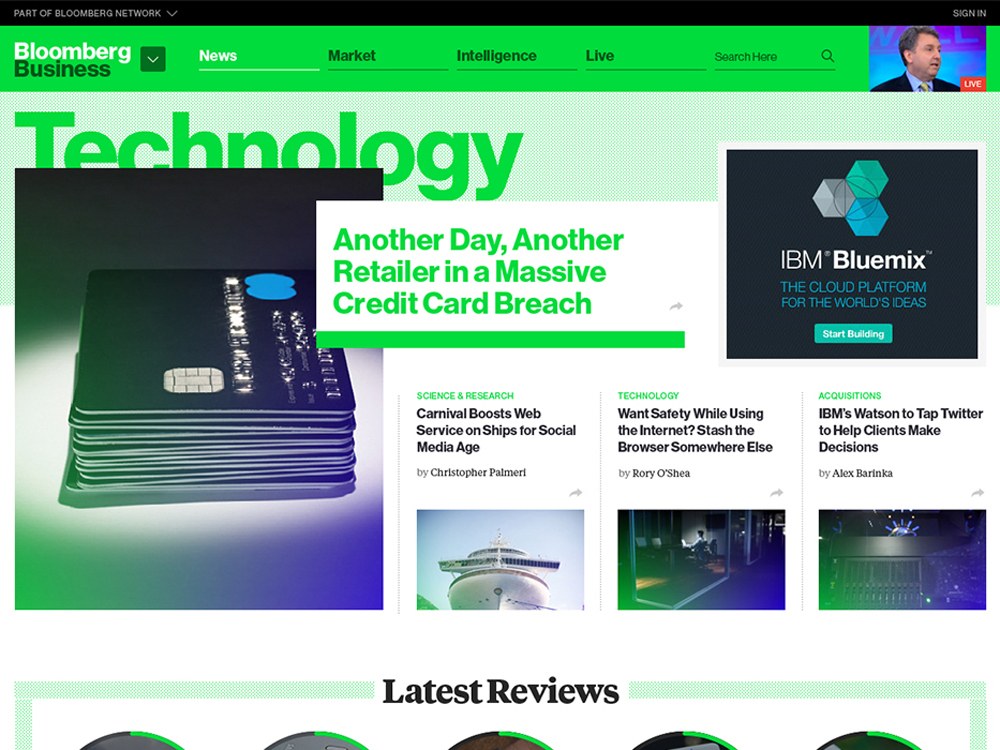 PART OF BLOOMBERG NETWORK
SIGN IN
Bloomberg
Business
News
Market
Intelligence
Live
Search Here
LIVE
Technology
Another Day, Another
Retailer in a Massive
Credit Card Breach
IBM® Bluemix™
THE CLOUD PLATFORM
FOR THE WORLD'S IDEAS
Start Building
SCIENCE & RESEARCH
Carnival Boosts Web
Service on Ships for Social
Media Age
by Christopher Palmeri
TECHNOLOGY
Want Safety While Using
the Internet? Stash the
Browser Somewhere Else
by Rory O'Shea
ACQUISITIONS
IBM's Watson to Tap Twitter
to Help Clients Make
Decisions
by Alex Barinka
Latest Reviews